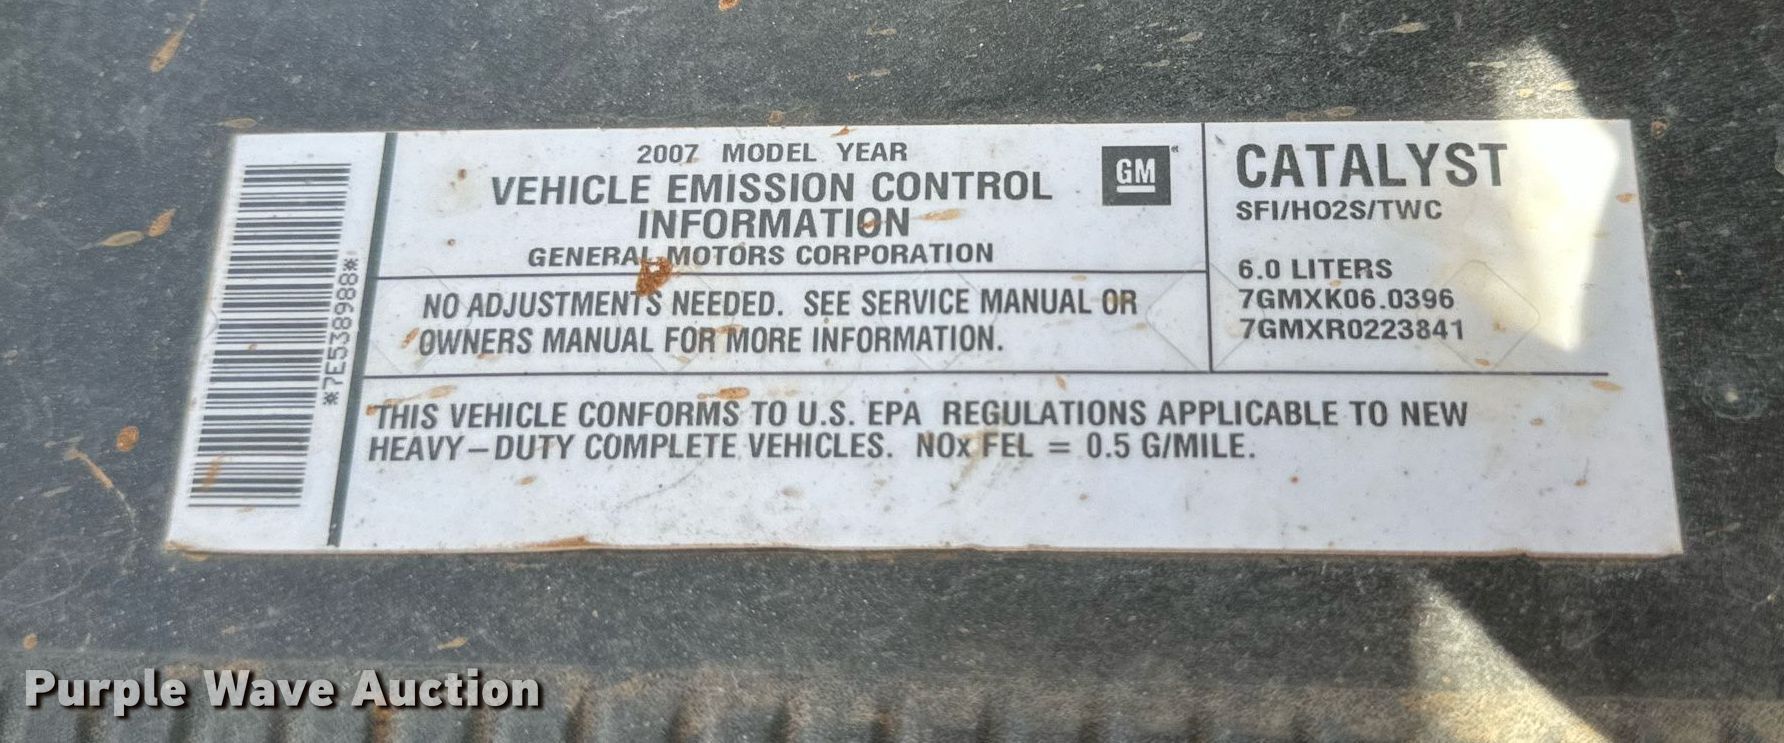 *7E538988*
2007 MODEL YEAR
VEHICLE EMISSION CONTROL
INFORMATION
GENERAL MOTORS CORPORATION
GM
NO ADJUSTMENTS NEEDED. SEE SERVICE MANUAL OR
OWNERS MANUAL FOR MORE INFORMATION.
CATALYST
SFI/HO2S/TWC
6.0 LITERS
7GMXK06.0396
7GMXR0223841
THIS VEHICLE CONFORMS TO U.S. EPA REGULATIONS APPLICABLE TO NEW
HEAVY-DUTY COMPLETE VEHICLES. NOx FEL = 0.5 G/MILE.
Purple Wave Auction